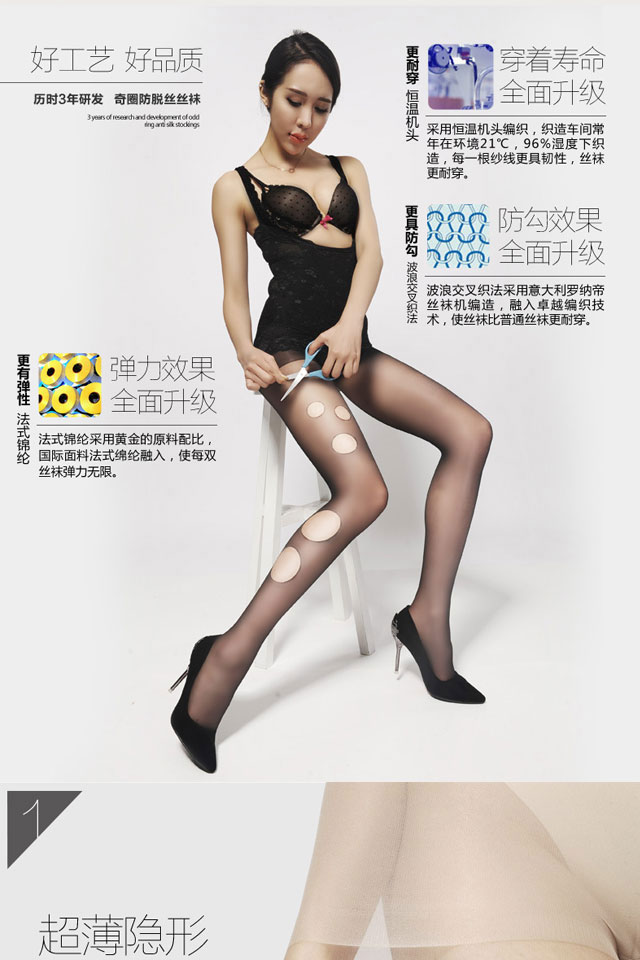 好工艺 好品质
历时3年研发 奇圈防脱丝丝袜
3 years of research and development of odd
ring anti silk stockings
更耐穿 恒温机头
穿着寿命
全面升级
采用恒温机头编织，织造车间常
年在环境21℃，96%湿度下织
造，每一根纱线更具韧性，丝袜
更耐穿。
更具防勾 波浪交叉织法
防勾效果
全面升级
波浪交叉织法采用意大利罗纳帝
丝袜机编造，融入卓越编织技
术，使丝袜比普通丝袜更耐穿。
更有弹性 法式锦纶
弹力效果
全面升级
法式锦纶采用黄金的原料配比，
国际面料法式绵纶融入，使每双
丝袜弹力无限。
1
超薄隐形